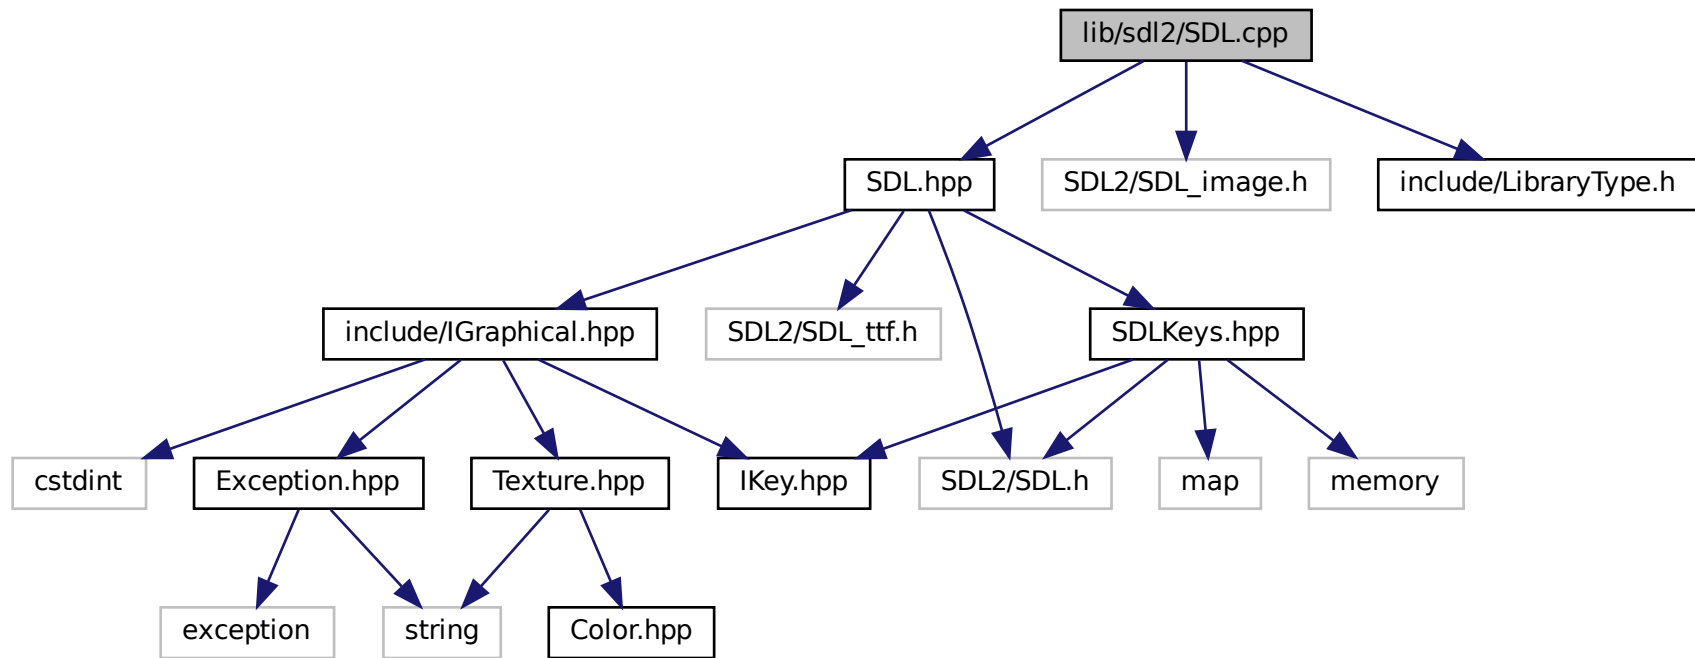 lib/sdl2/SDL.cpp
SDL.hpp
SDL2/SDL_image.h
include/LibraryType.h
include/IGraphical.hpp
SDL2/SDL_ttf.h
SDLKeys.hpp
cstdint
Exception.hpp
Texture.hpp
IKey.hpp
SDL2/SDL.h
map
memory
exception
string
Color.hpp